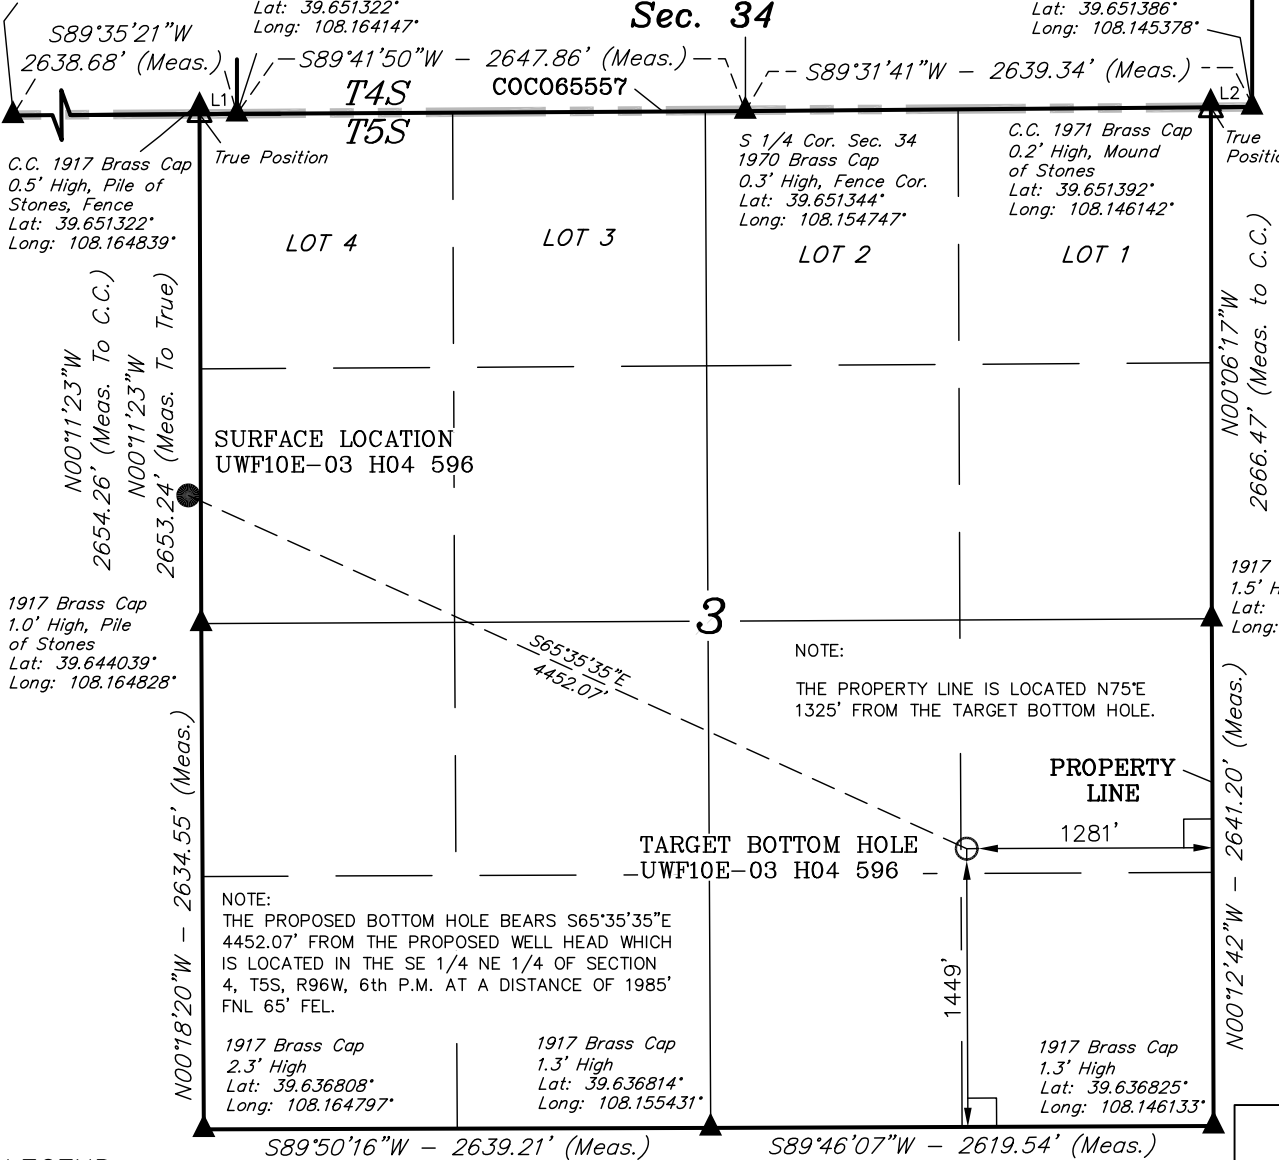 Lat: 39.651322°
Long: 108.164147°
Sec. 34
Lat: 39.651386°
Long: 108.145378°
S89°35'21"W
2638.68' (Meas.)
S89°41'50"W – 2647.86' (Meas.)
S89°31'41"W – 2639.34' (Meas.)
COC065557
T4S
T5S
L1
L2
True Position
True
C.C. 1917 Brass Cap
0.5' High, Pile of
Stones, Fence
Lat: 39.651322°
Long: 108.164839°
S 1/4 Cor. Sec. 34
1970 Brass Cap
0.3' High, Fence Cor.
Lat: 39.651344°
Long: 108.154747°
C.C. 1971 Brass Cap
0.2' High, Mound
of Stones
Lat: 39.651392°
Long: 108.146142°
LOT 4
LOT 3
LOT 2
LOT 1
N00°11'23"W
2654.26' (Meas. To C.C.)
N00°11'23"W
2653.24' (Meas. To True)
N00°06'17"W
2666.47' (Meas. to C.C.)
SURFACE LOCATION
UWF10E–03 H04 596
1917 Brass Cap
1.0' High, Pile
of Stones
Lat: 39.644039°
Long: 108.164828°
3
1917
1.5'
Lat:
Long:
S65°35'35"E
4452.07'
NOTE:
THE PROPERTY LINE IS LOCATED N75°E
1325' FROM THE TARGET BOTTOM HOLE.
PROPERTY
LINE
1281'
TARGET BOTTOM HOLE
UWF10E–03 H04 596
N00°18'20"W – 2634.55' (Meas.)
N00°12'42"W – 2641.20' (Meas.)
1449'
NOTE:
THE PROPOSED BOTTOM HOLE BEARS S65°35'35"E
4452.07' FROM THE PROPOSED WELL HEAD WHICH
IS LOCATED IN THE SE 1/4 NE 1/4 OF SECTION
4, T5S, R96W, 6th P.M. AT A DISTANCE OF 1985'
FNL 65' FEL.
1917 Brass Cap
2.3' High
Lat: 39.636808°
Long: 108.164797°
1917 Brass Cap
1.3' High
Lat: 39.636814°
Long: 108.155431°
1917 Brass Cap
1.3' High
Lat: 39.636825°
Long: 108.146133°
S89°50'16"W – 2639.21' (Meas.)
S89°46'07"W – 2619.54' (Meas.)